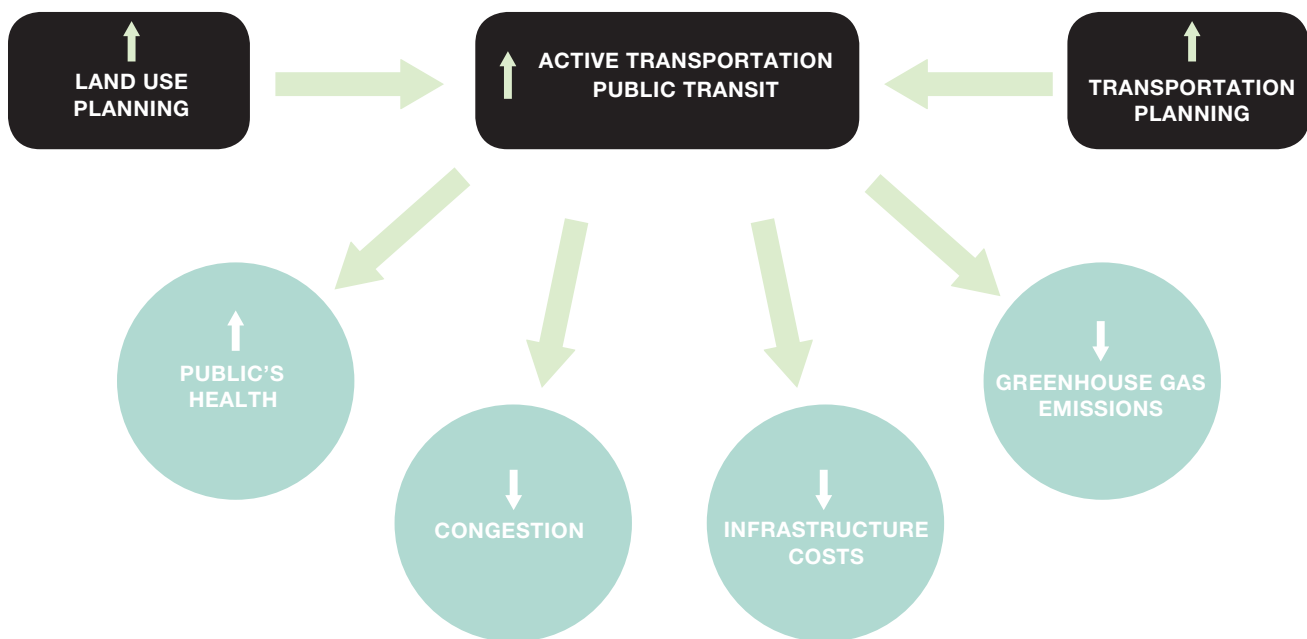 LAND USE
PLANNING
ACTIVE TRANSPORTATION
PUBLIC TRANSIT
TRANSPORTATION
PLANNING
PUBLIC’S
HEALTH
CONGESTION
INFRASTRUCTURE
COSTS
GREENHOUSE GAS
EMISSIONS